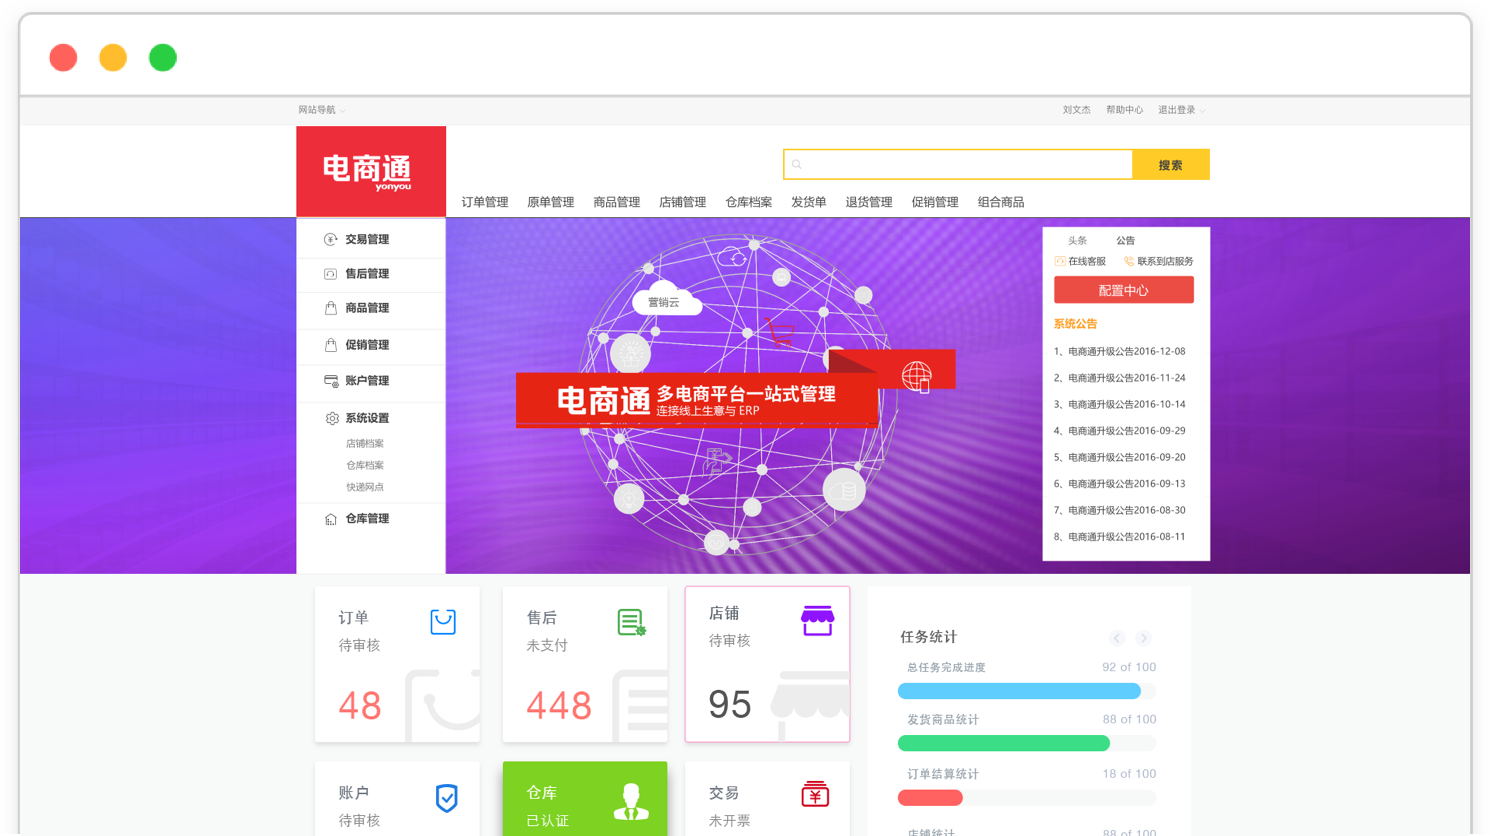 网站导航
刘文杰 帮助中心 退出登录
电商通
yonyou
搜索
订单管理 原单管理 商品管理 店铺管理 仓库档案 发货单 退货管理 促销管理 组合商品
交易管理
售后管理
商品管理
促销管理
账户管理
系统设置
店铺档案
仓库档案
快递网点
仓库管理
营销云
电商通 多电商平台一站式管理
连接线上生意与 ERP
头条 公告
在线客服 联系到店服务
配置中心
系统公告
1、电商通升级公告2016-12-08
2、电商通升级公告2016-11-24
3、电商通升级公告2016-10-14
4、电商通升级公告2016-09-29
5、电商通升级公告2016-09-20
6、电商通升级公告2016-09-13
7、电商通升级公告2016-08-30
8、电商通升级公告2016-08-11
订单
待审核
48
售后
未支付
448
店铺
待审核
95
账户
待审核
仓库
已认证
交易
未开票
任务统计
总任务完成进度 92 of 100
发货商品统计 88 of 100
订单结算统计 18 of 100
店铺统计 88 of 100